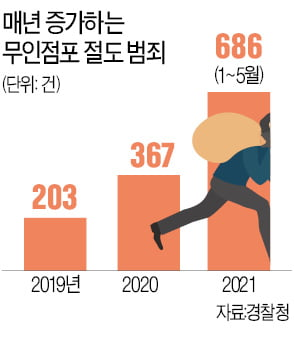 매년 증가하는
무인점포 절도 범죄
(단위: 건)
686
(1~5월)
367
203
2019년
2020
2021
자료:경찰청